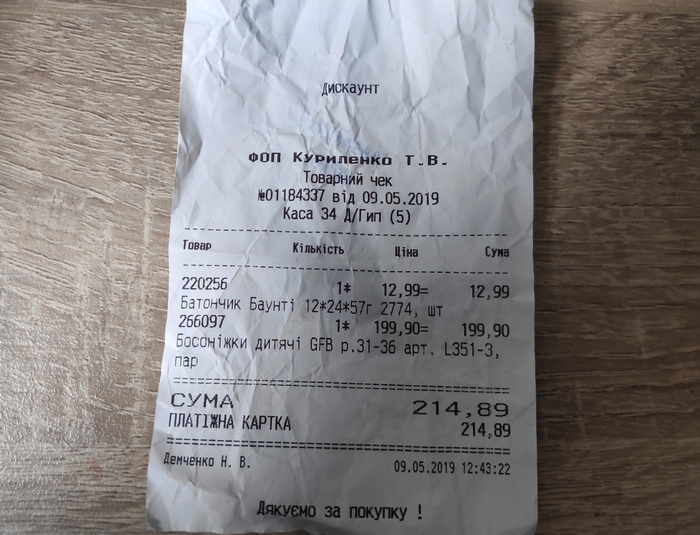 Дискаунт
ФОП Куриленко Т.В.
Товарний чек
№01184337 від 09.05.2019
Каса 34 Д/Гип (5)
Товар Кількість Ціна Сума
220256 1* 12,99= 12,99
Батончик Баунті 12*24*57г 2774, шт
266097 1* 199,90= 199,90
Босоніжки дитячі GFB р.31-36 арт. L351-3,
пар
СУМА 214,89
ПЛАТІЖНА КАРТКА 214,89
Демченко Н. В. 09.05.2019 12:43:22
Дякуємо за покупку !